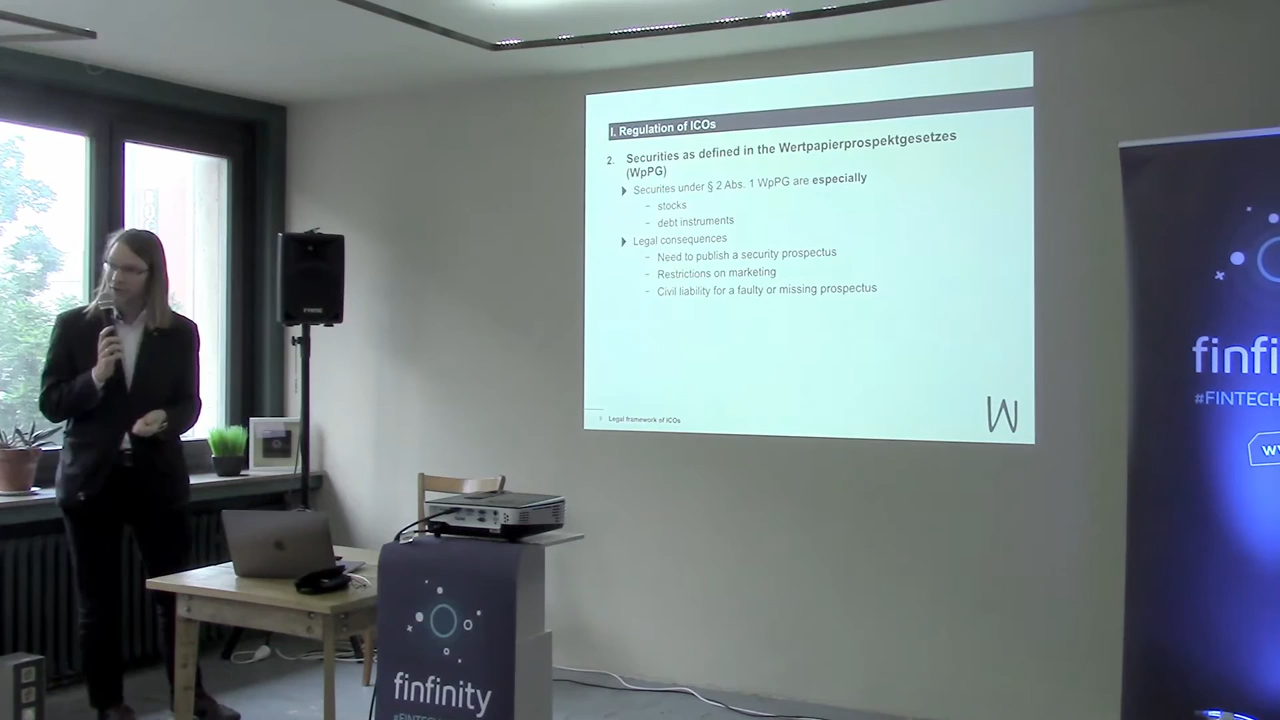 I. Regulation of ICOs
2. Securities as defined in the Wertpapierprospektgesetzes
(WpPG)
Securites under § 2 Abs. 1 WpPG are especially
- stocks
- debt instruments
Legal consequences
- Need to publish a security prospectus
- Restrictions on marketing
- Civil liability for a faulty or missing prospectus
Legal framework of ICOs
W
finfi
#FINTECH
finfinity
#FINTECH